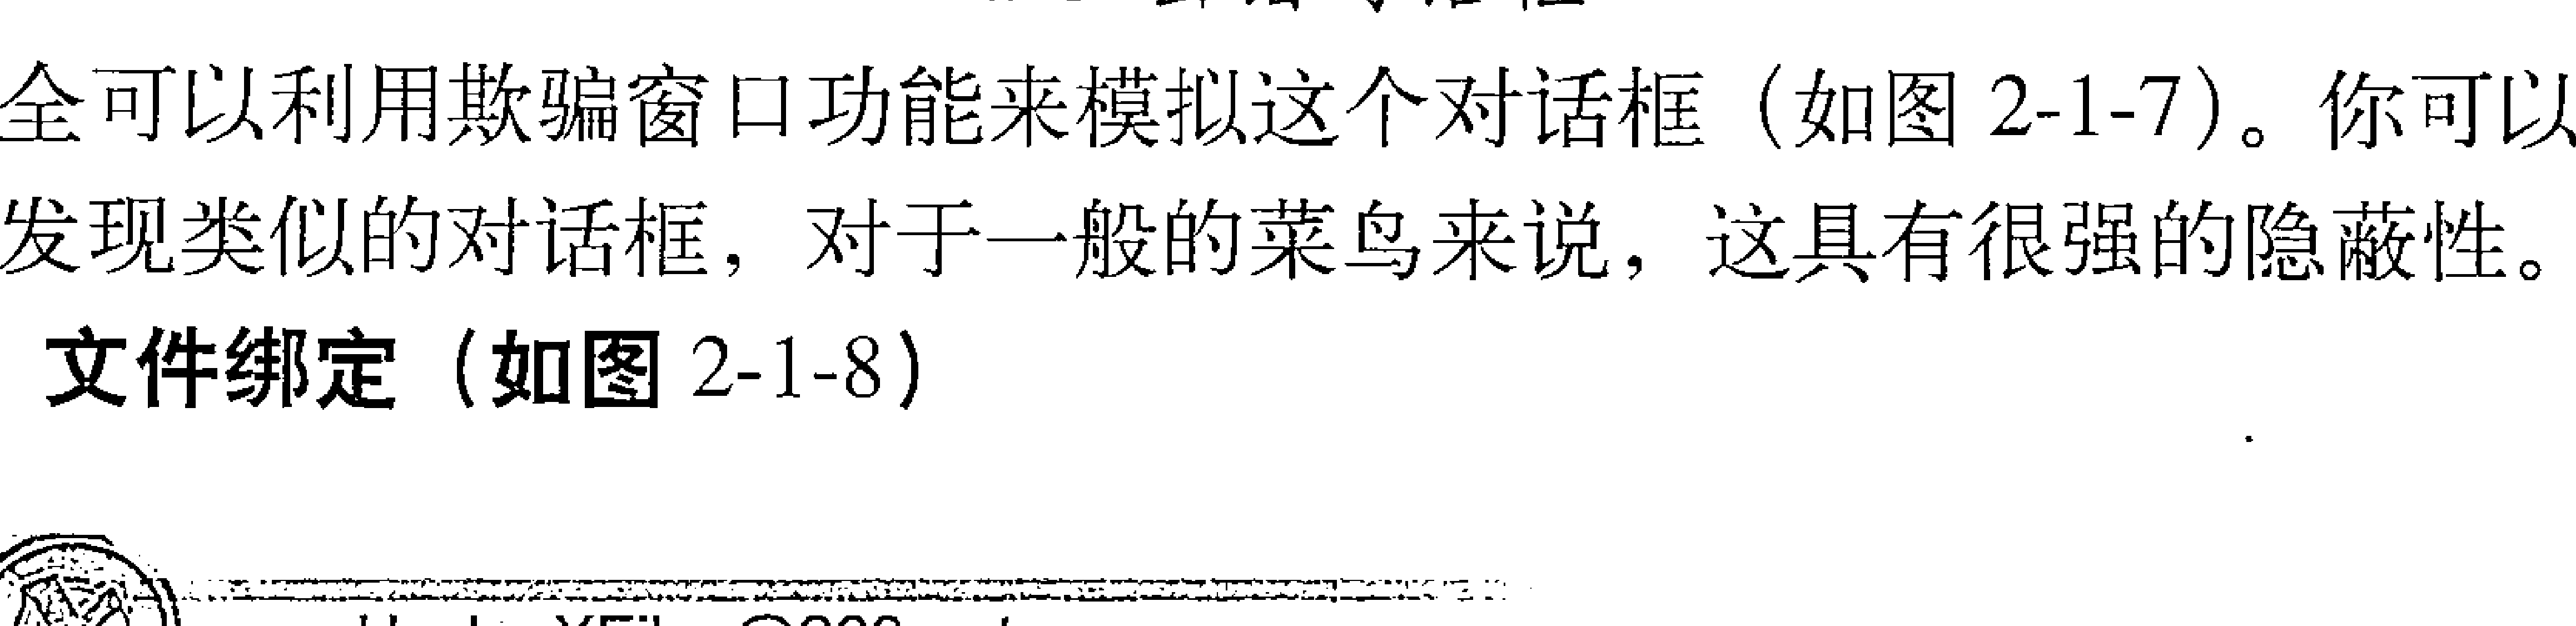 全可以利用欺骗窗口功能来模拟这个对话框（如图 2-1-7）。你可以
发现类似的对话框，对于一般的菜鸟来说，这具有很强的隐蔽性。
文件绑定（如图 2-1-8）